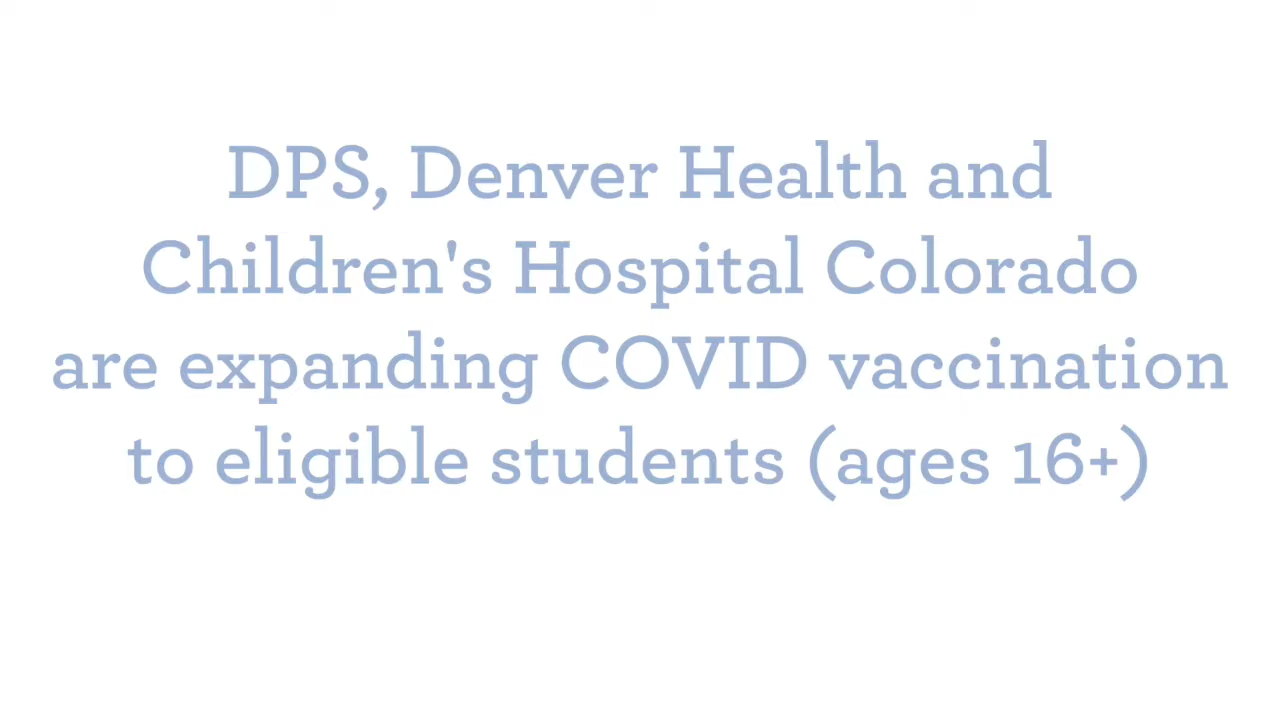 DPS, Denver Health and
Children's Hospital Colorado
are expanding COVID vaccination
to eligible students (ages 16+)